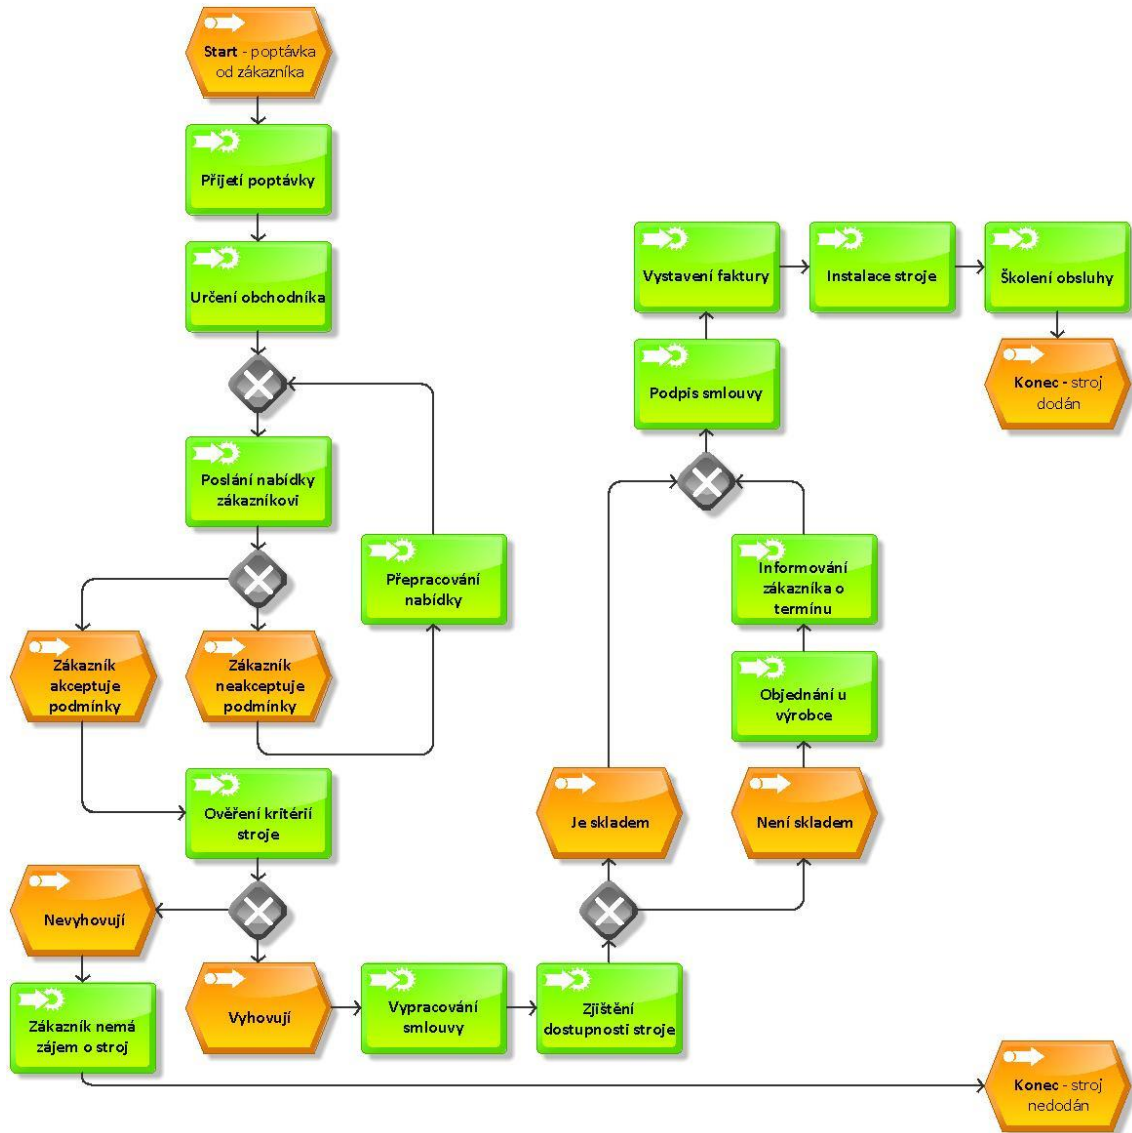 Start - poptávka
od zákazníka
Přijetí poptávky
Určení obchodníka
Poslání nabídky
zákazníkovi
Přepracování
nabídky
Zákazník
akceptuje
podmínky
Zákazník
neakceptuje
podmínky
Ověření kritérií
stroje
Nevyhovují
Zákazník nemá
zájem o stroj
Vyhovují
Vypracování
smlouvy
Zjištění
dostupnosti stroje
Je skladem
Není skladem
Objednání u
výrobce
Informování
zákazníka o
termínu
Podpis smlouvy
Vystavení faktury
Instalace stroje
Školení obsluhy
Konec - stroj
dodán
Konec - stroj
nedodán